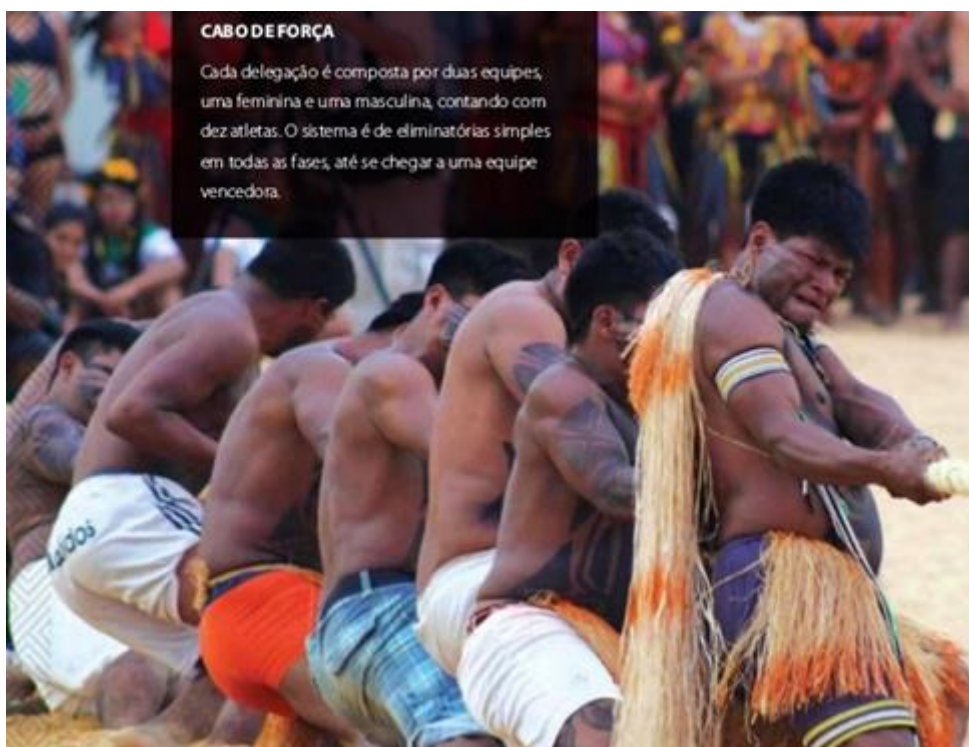 CABO DE FORÇA
Cada delegação é composta por duas equipes,
uma feminina e uma masculina, contando com
dez atletas. O sistema é de eliminatórias simples
em todas as fases, até se chegar a uma equipe
vencedora.